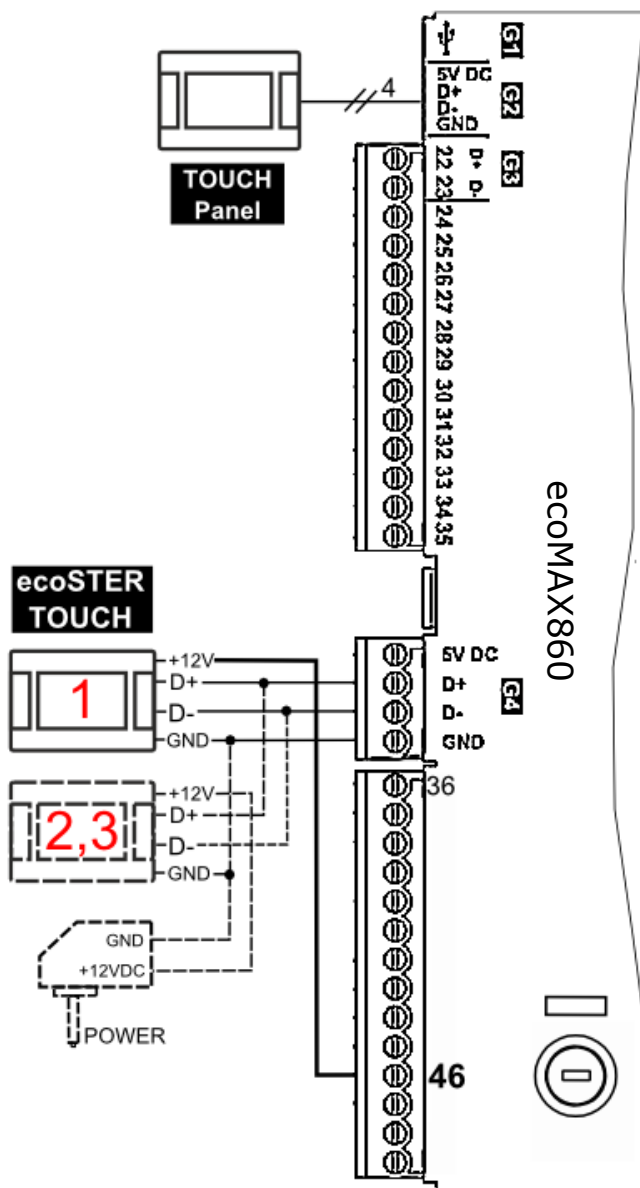 G1
5V DC
D+
D-
GND
G2
4
TOUCH
Panel
22 D+
23 D-
G3
24
25
26
27
28
29
30
31
32
33
34
35
ecoMAX860
ecoSTER
TOUCH
+12V
D+
1
D-
GND
5V DC
D+
D-
GND
G4
+12V
D+
2,3
D-
GND
36
GND
+12VDC
POWER
46